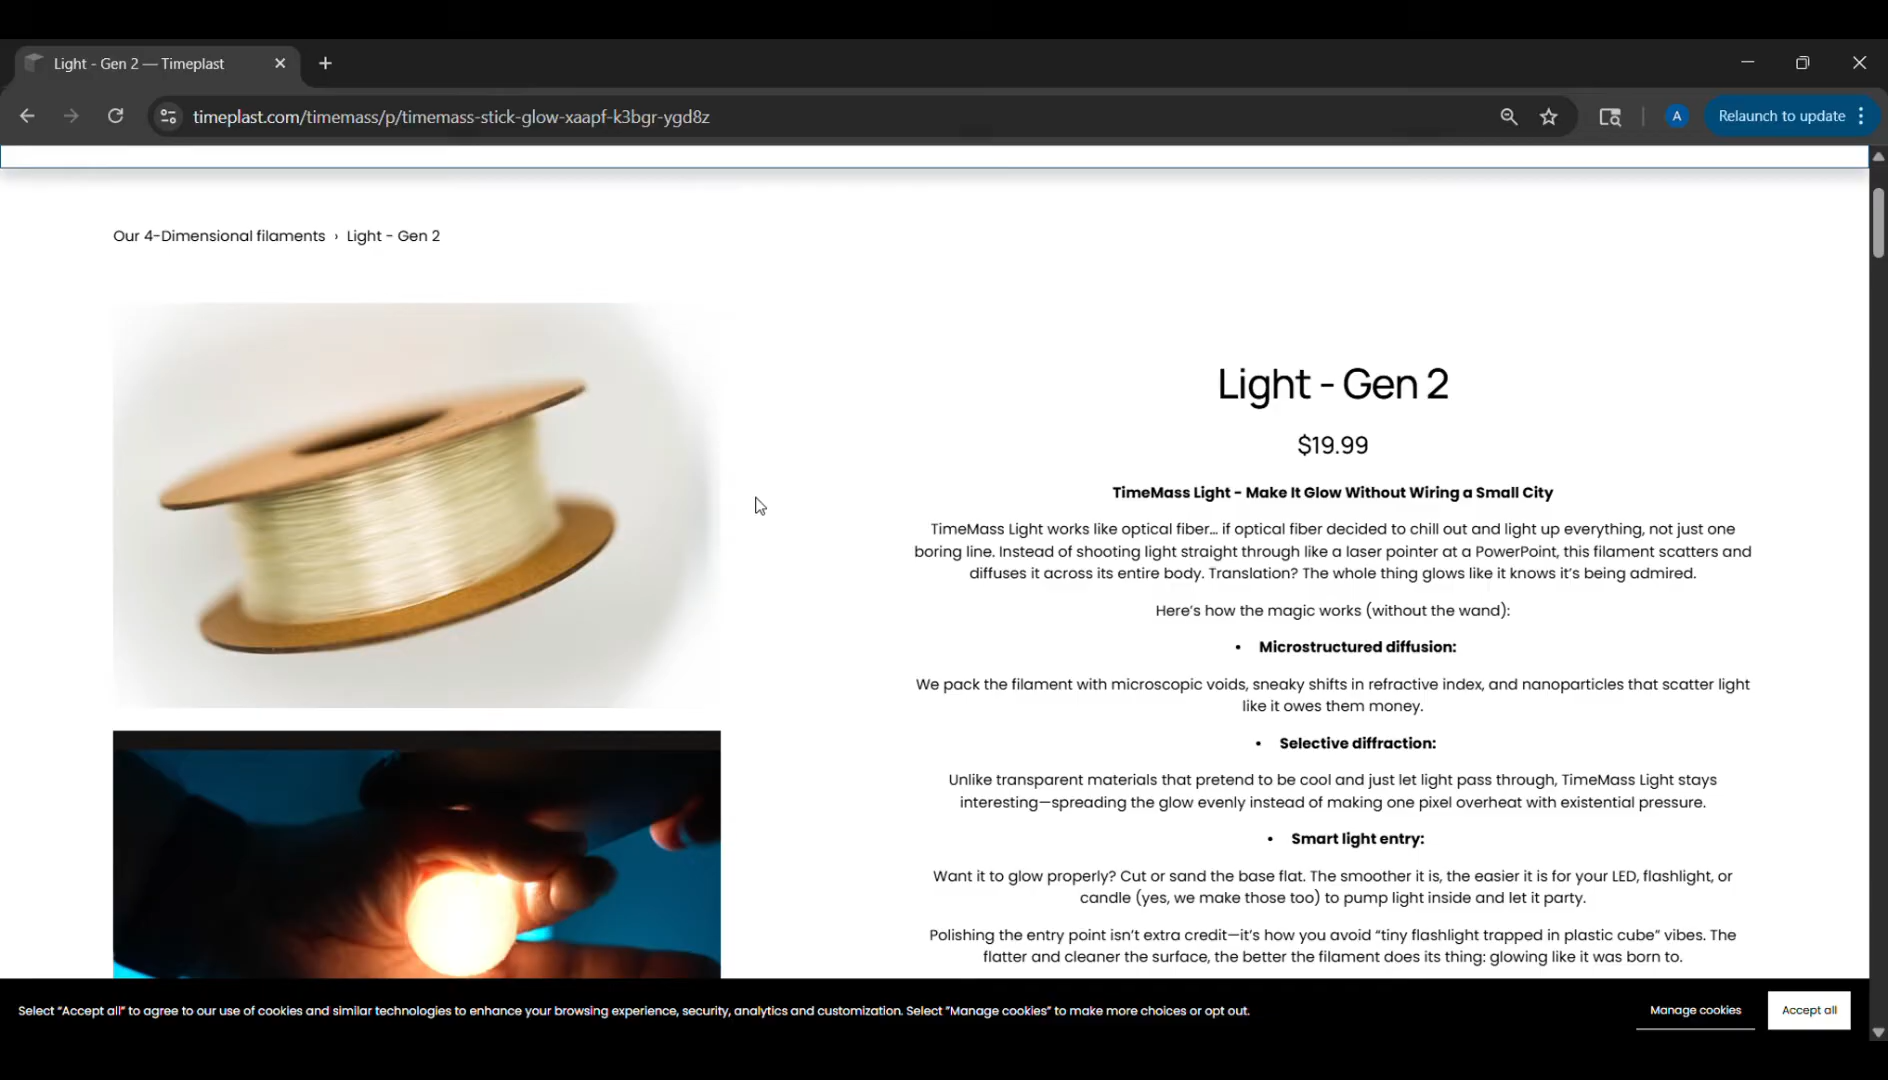 Light - Gen 2 — Timeplast
timeplast.com/timemass/p/timemass-stick-glow-xaapf-k3bgr-ygd8z
A
Relaunch to update
Our 4-Dimensional filaments › Light - Gen 2
Light - Gen 2
$19.99
TimeMass Light - Make It Glow Without Wiring a Small City
TimeMass Light works like optical fiber… if optical fiber decided to chill out and light up everything, not just one
boring line. Instead of shooting light straight through like a laser pointer at a PowerPoint, this filament scatters and
diffuses it across its entire body. Translation? The whole thing glows like it knows it’s being admired.
Here’s how the magic works (without the wand):
• Microstructured diffusion:
We pack the filament with microscopic voids, sneaky shifts in refractive index, and nanoparticles that scatter light
like it owes them money.
• Selective diffraction:
Unlike transparent materials that pretend to be cool and just let light pass through, TimeMass Light stays
interesting—spreading the glow evenly instead of making one pixel overheat with existential pressure.
• Smart light entry:
Want it to glow properly? Cut or sand the base flat. The smoother it is, the easier it is for your LED, flashlight, or
candle (yes, we make those too) to pump light inside and let it party.
Polishing the entry point isn’t extra credit—it’s how you avoid “tiny flashlight trapped in plastic cube” vibes. The
flatter and cleaner the surface, the better the filament does its thing: glowing like it was born to.
Select “Accept all” to agree to our use of cookies and similar technologies to enhance your browsing experience, security, analytics and customization. Select “Manage cookies” to make more choices or opt out.
Manage cookies
Accept all